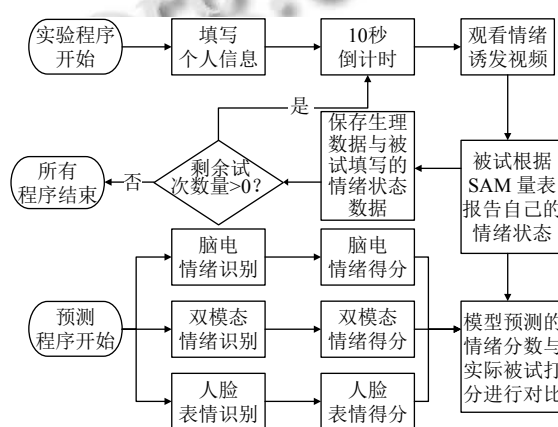 实验程序
开始
填写
个人信息
10秒
倒计时
观看情绪
诱发视频
是
保存生理
数据与被
试填写的
情绪状态
数据
被试根据
SAM 量表
报告自己的
情绪状态
剩余试
次数量>0?
否
所有
程序结束
预测
程序开始
脑电
情绪识别
脑电
情绪得分
双模态
情绪识别
双模态
情绪得分
人脸
表情识别
人脸
表情得分
模型预测的
情绪分数与
实际被试打
分进行对比